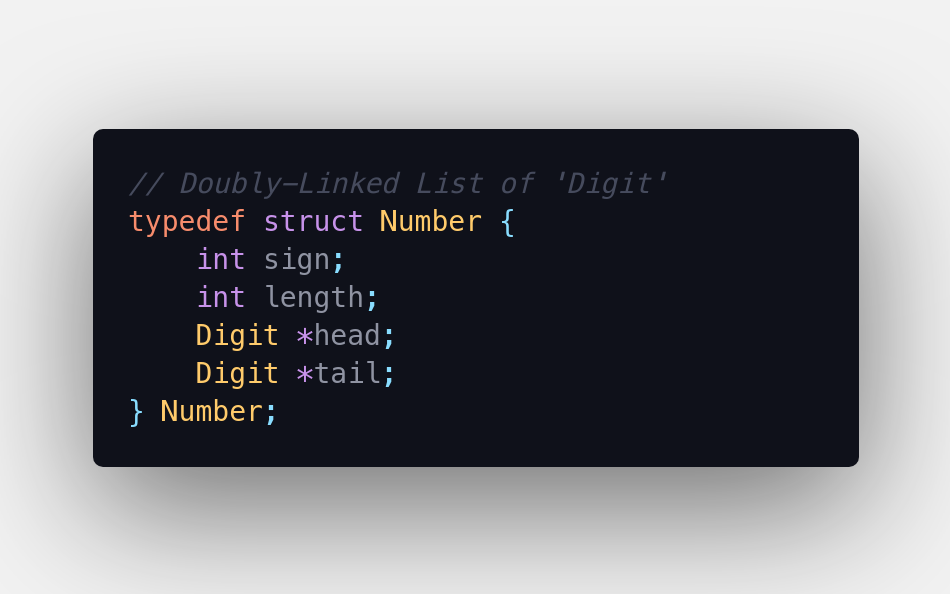 // Doubly-Linked List of 'Digit'
typedef struct Number {
    int sign;
    int length;
    Digit *head;
    Digit *tail;
} Number;